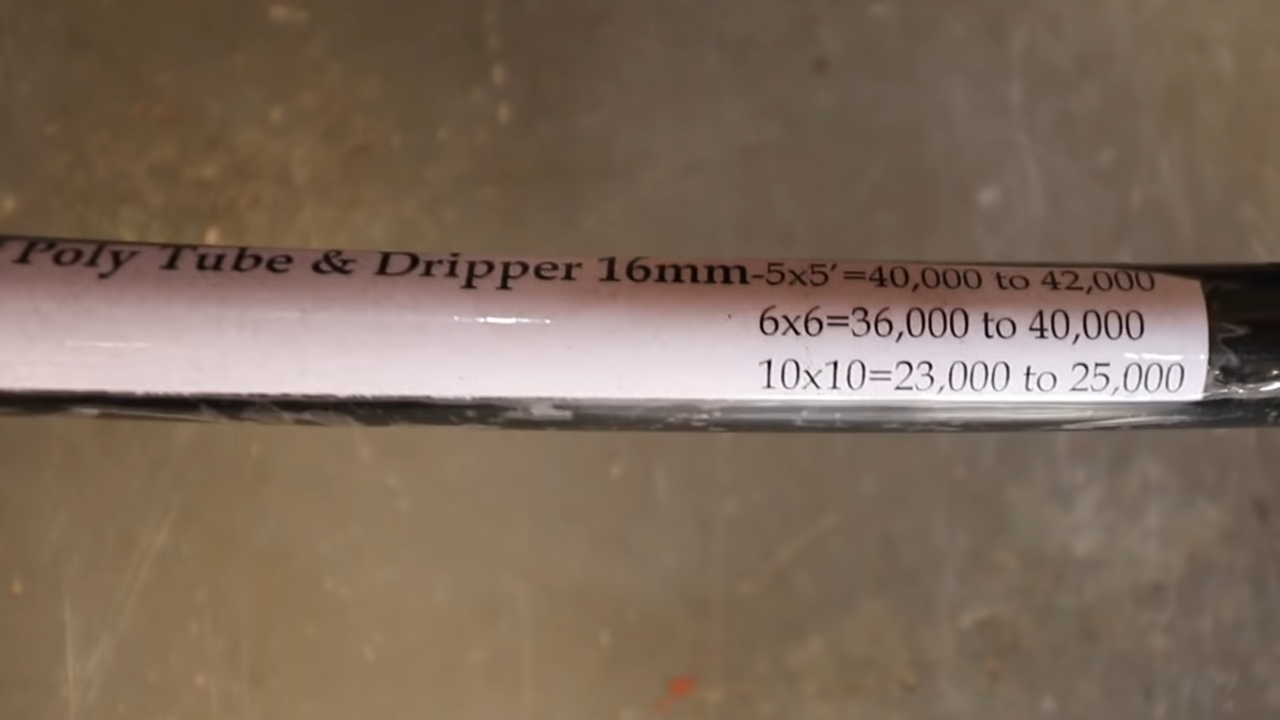 Poly Tube & Dripper 16mm-5x5′=40,000 to 42,000
6x6=36,000 to 40,000
10x10=23,000 to 25,000